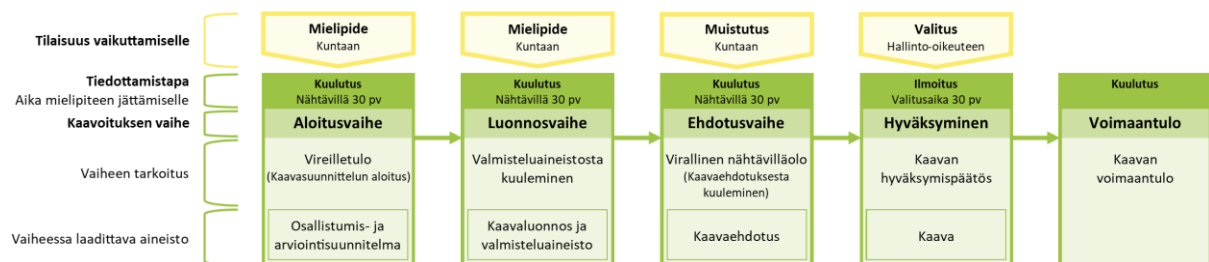 Tilaisuus vaikuttamiselle
Mielipide
Kuntaan
Mielipide
Kuntaan
Muistutus
Kuntaan
Valitus
Hallinto-oikeuteen
Tiedottamistapa
Aika mielipiteen jättämiselle
Kuulutus
Nähtävillä 30 pv
Kuulutus
Nähtävillä 30 pv
Kuulutus
Nähtävillä 30 pv
Ilmoitus
Valitusaika 30 pv
Kuulutus
Kaavoituksen vaihe
Aloitusvaihe
Luonnosvaihe
Ehdotusvaihe
Hyväksyminen
Voimaantulo
Vaiheen tarkoitus
Vireilletulo
(Kaavasuunnittelun aloitus)
Valmisteluaineistosta
kuuleminen
Virallinen nähtävilläolo
(Kaavaehdotuksesta
kuuleminen)
Kaavan
hyväksymispäätös
Kaavan
voimaantulo
Vaiheessa laadittava aineisto
Osallistumis- ja
arviointisuunnitelma
Kaavaluonnos ja
valmisteluaineisto
Kaavaehdotus
Kaava